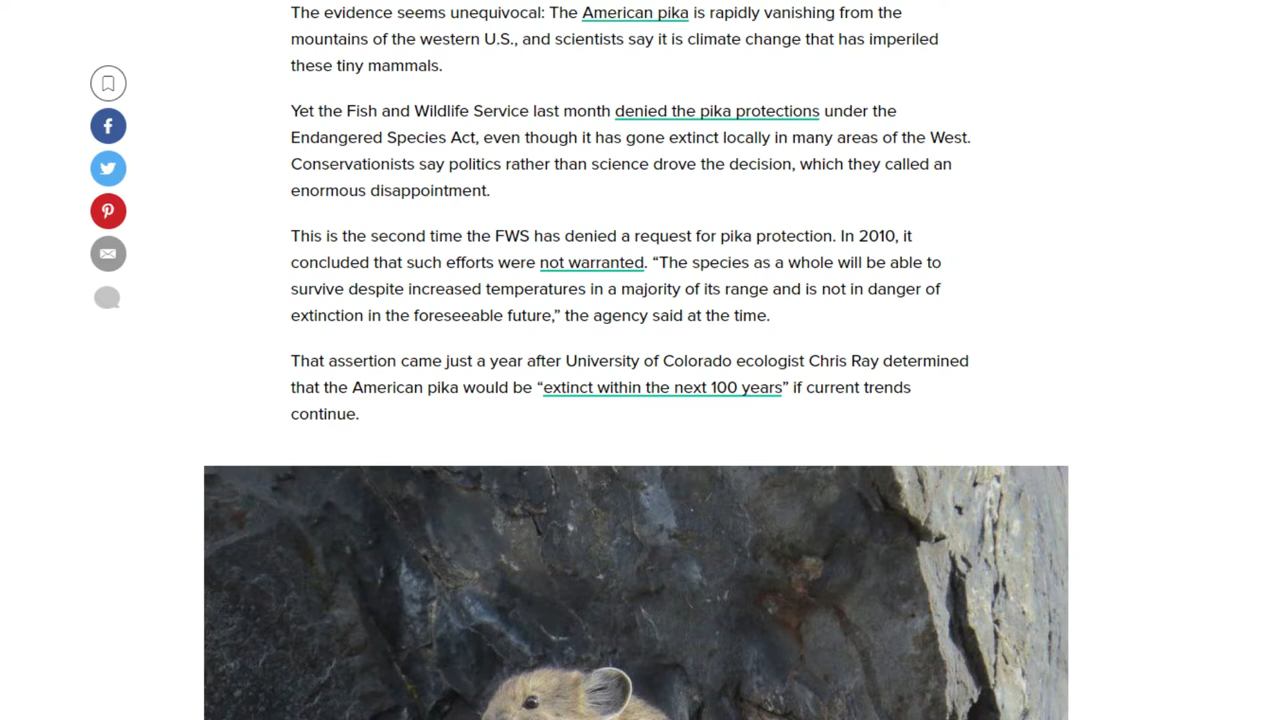 The evidence seems unequivocal: The American pika is rapidly vanishing from the
mountains of the western U.S., and scientists say it is climate change that has imperiled
these tiny mammals.
Yet the Fish and Wildlife Service last month denied the pika protections under the
Endangered Species Act, even though it has gone extinct locally in many areas of the West.
Conservationists say politics rather than science drove the decision, which they called an
enormous disappointment.
This is the second time the FWS has denied a request for pika protection. In 2010, it
concluded that such efforts were not warranted. “The species as a whole will be able to
survive despite increased temperatures in a majority of its range and is not in danger of
extinction in the foreseeable future,” the agency said at the time.
That assertion came just a year after University of Colorado ecologist Chris Ray determined
that the American pika would be “extinct within the next 100 years” if current trends
continue.